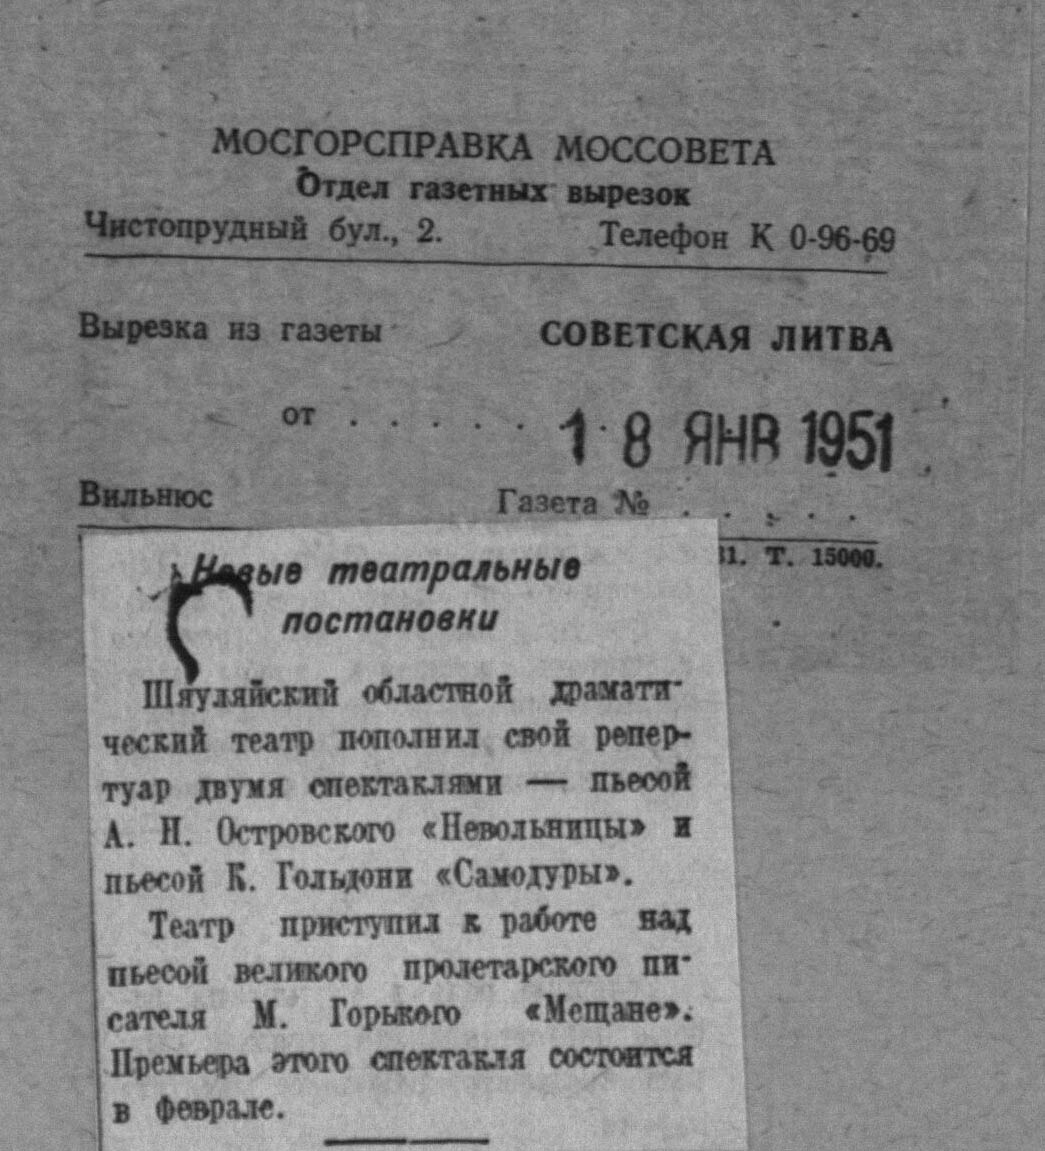 МОСГОРСПРАВКА МОССОВЕТА
Отдел газетных вырезок
Чистопрудный бул., 2. Телефон К 0-96-69
Вырезка из газеты СОВЕТСКАЯ ЛИТВА
от . . . . . . 18 ЯНВ 1951
Вильнюс Газета № . . . . .
31. Т. 15000.
Новые театральные
постановки
Шяуляйский областной драмати-
ческий театр пополнил свой репер-
туар двумя спектаклями — пьесой
А. Н. Островского «Невольницы» и
пьесой К. Гольдони «Самодуры».
Театр приступил к работе над
пьесой великого пролетарского пи-
сателя М. Горького «Мещане».
Премьера этого спектакля состоится
в феврале.